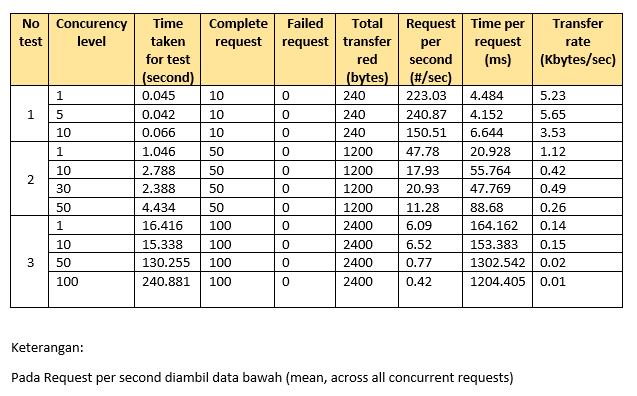 No test Concurency level Time taken for test (second) Complete request Failed request Total transfer red (bytes) Request per second (#/sec) Time per request (ms) Transfer rate (Kbytes/sec)
1 1 0.045 10 0 240 223.03 4.484 5.23
5 0.042 10 0 240 240.87 4.152 5.65
10 0.066 10 0 240 150.51 6.644 3.53
2 1 1.046 50 0 1200 47.78 20.928 1.12
10 2.788 50 0 1200 17.93 55.764 0.42
30 2.388 50 0 1200 20.93 47.769 0.49
50 4.434 50 0 1200 11.28 88.68 0.26
3 1 16.416 100 0 2400 6.09 164.162 0.14
10 15.338 100 0 2400 6.52 153.383 0.15
50 130.255 100 0 2400 0.77 1302.542 0.02
100 240.881 100 0 2400 0.42 1204.405 0.01
Keterangan:
Pada Request per second diambil data bawah (mean, across all concurrent requests)